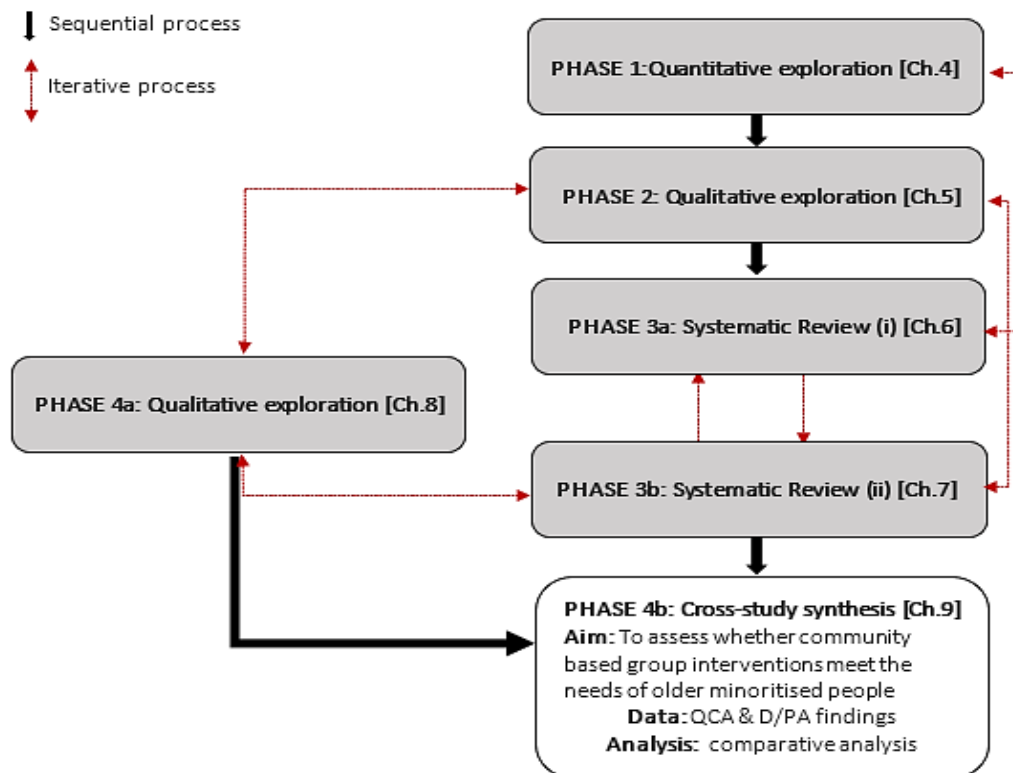 Sequential process
Iterative process
PHASE 1:Quantitative exploration [Ch.4]
PHASE 2: Qualitative exploration [Ch.5]
PHASE 3a: Systematic Review (i) [Ch.6]
PHASE 4a: Qualitative exploration [Ch.8]
PHASE 3b: Systematic Review (ii) [Ch.7]
PHASE 4b: Cross-study synthesis [Ch.9]
Aim: To assess whether community
based group interventions meet the
needs of older minoritised people
Data: QCA & D/PA findings
Analysis: comparative analysis